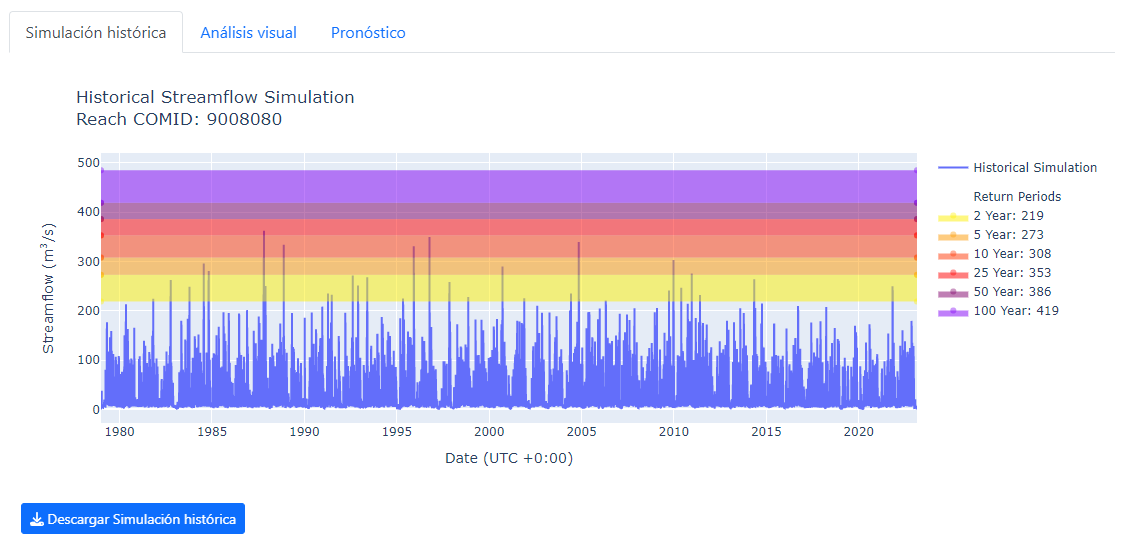 Simulación histórica
Análisis visual
Pronóstico
Historical Streamflow Simulation
Reach COMID: 9008080
Streamflow (m³/s)
500
400
300
200
100
0
1980
1985
1990
1995
2000
2005
2010
2015
2020
Date (UTC +0:00)
Historical Simulation
Return Periods
2 Year: 219
5 Year: 273
10 Year: 308
25 Year: 353
50 Year: 386
100 Year: 419
Descargar Simulación histórica